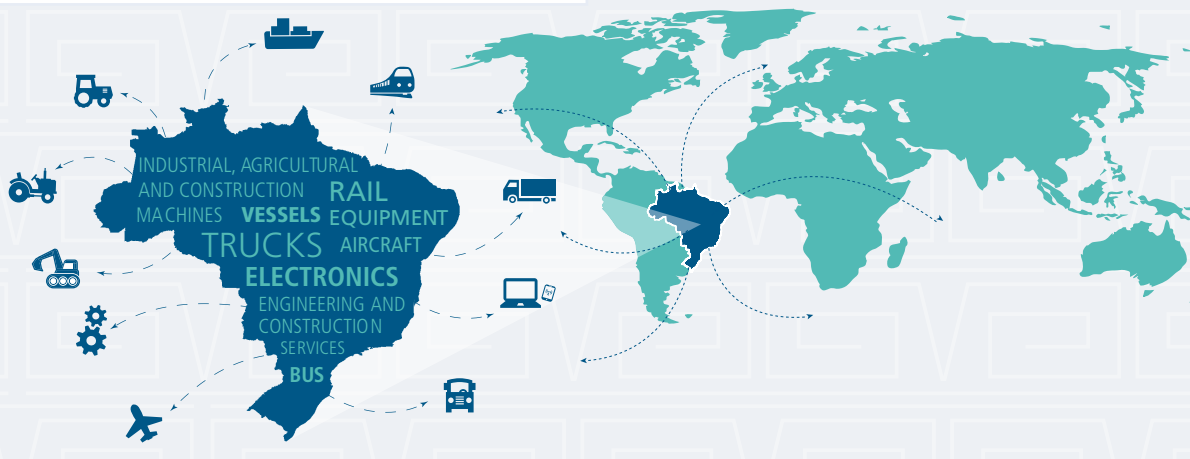 INDUSTRIAL, AGRICULTURAL
AND CONSTRUCTION
MACHINES
RAIL
EQUIPMENT
VESSELS
TRUCKS
AIRCRAFT
ELECTRONICS
ENGINEERING AND
CONSTRUCTION
SERVICES
BUS